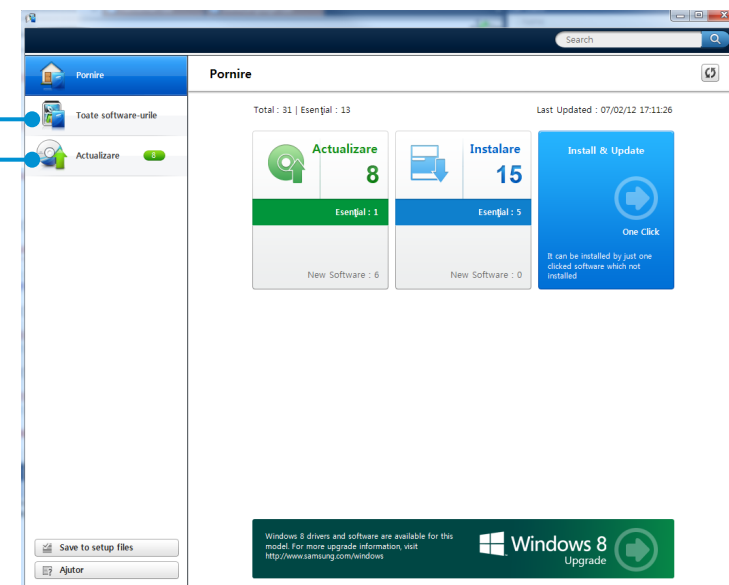 Search
Pornire
Toate software-urile
Actualizare 8
Pornire
Total : 31 | Esenţial : 13
Last Updated : 07/02/12 17:11:26
Actualizare
8
Esenţial : 1
New Software : 6
Instalare
15
Esenţial : 5
New Software : 0
Install & Update
One Click
It can be installed by just one
clicked software which not
installed
Windows 8 drivers and software are available for this
model. For more upgrade information, visit
http://www.samsung.com/windows
Windows 8
Upgrade
Save to setup files
Ajutor